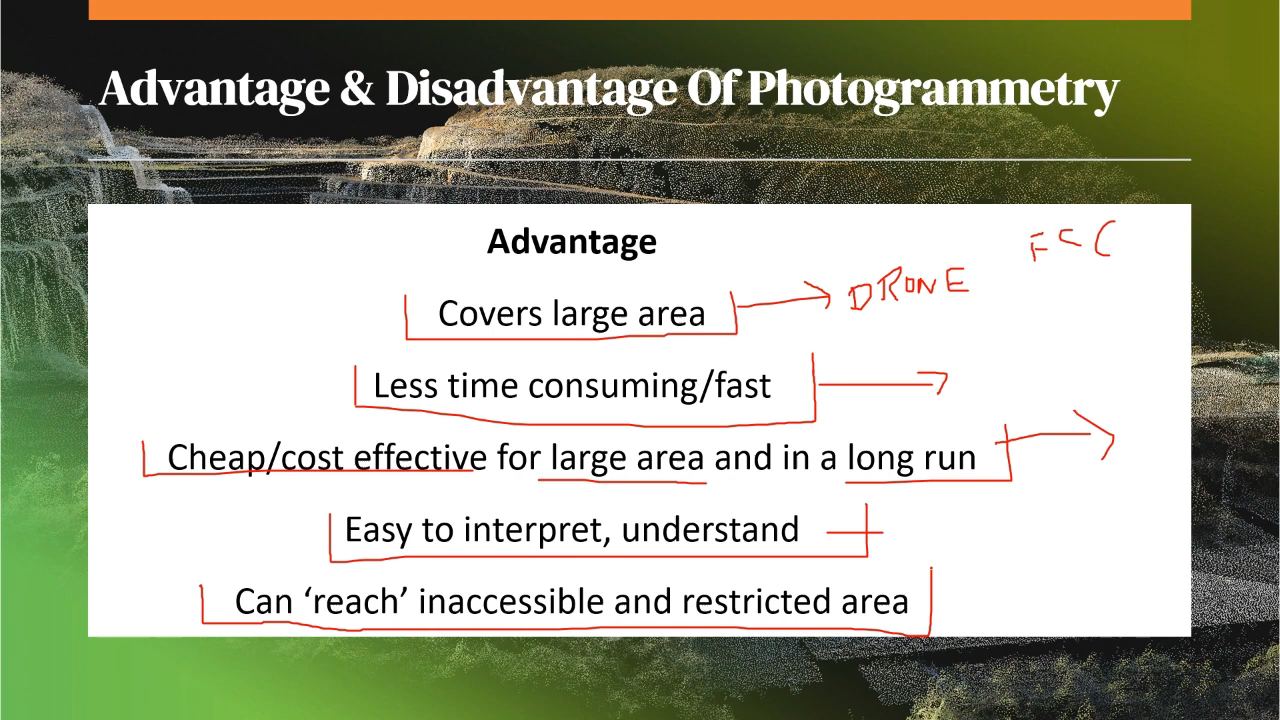 Advantage & Disadvantage Of Photogrammetry
Advantage
F C C
Covers large area
DRONE
Less time consuming/fast
Cheap/cost effective for large area and in a long run
Easy to interpret, understand
Can ‘reach’ inaccessible and restricted area